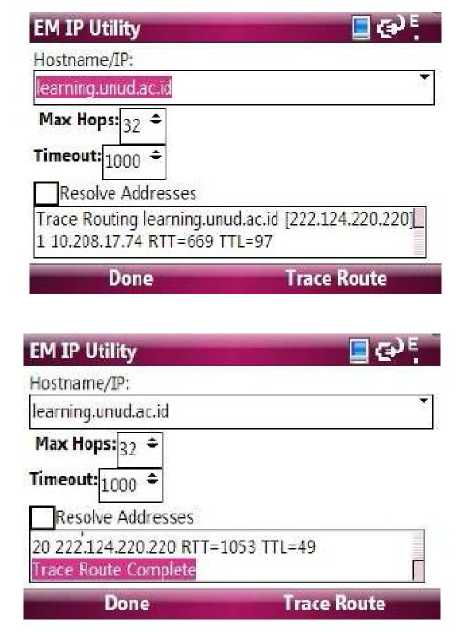 EM IP Utility E
Hostname/IP:
learning.unud.ac.id
Max Hops: 32
Timeout: 1000
Resolve Addresses
Trace Routing learning.unud.ac.id [222.124.220.220]
1 10.208.17.74 RTT=669 TTL=97
Done Trace Route
EM IP Utility E
Hostname/IP:
learning.unud.ac.id
Max Hops: 32
Timeout: 1000
Resolve Addresses
20 222.124.220.220 RTT=1053 TTL=49
Trace Route Complete
Done Trace Route